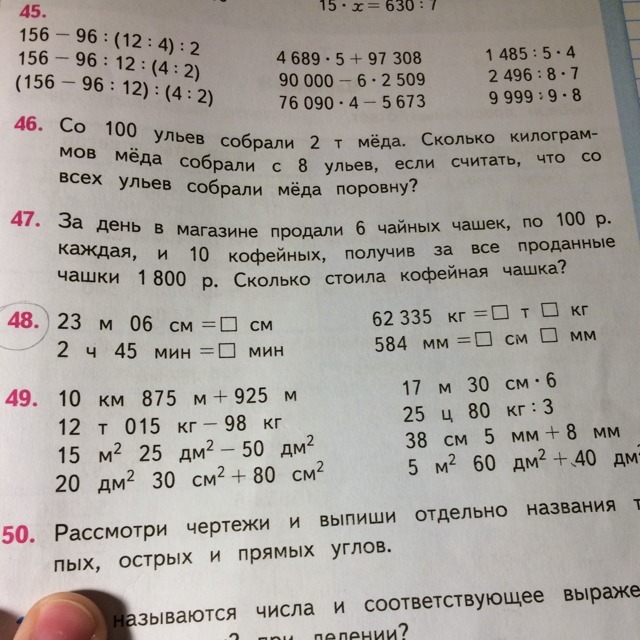 15 · x = 630 : 7
45.
156 − 96 : (12 : 4) : 2
156 − 96 : 12 : (4 : 2)
(156 − 96 : 12) : (4 : 2)
4 689 · 5 + 97 308
90 000 − 6 · 2 509
76 090 · 4 − 5 673
1 485 : 5 · 4
2 496 : 8 · 7
9 999 : 9 · 8
46. Со 100 ульев собрали 2 т мёда. Сколько килограм-
мов мёда собрали с 8 ульев, если считать, что со
всех ульев собрали мёда поровну?
47. За день в магазине продали 6 чайных чашек, по 100 р.
каждая, и 10 кофейных, получив за все проданные
чашки 1 800 р. Сколько стоила кофейная чашка?
48. 23 м 06 см = □ см
2 ч 45 мин = □ мин
62 335 кг = □ т □ кг
584 мм = □ см □ мм
49. 10 км 875 м + 925 м
12 т 015 кг − 98 кг
15 м² 25 дм² − 50 дм²
20 дм² 30 см² + 80 см²
17 м 30 см · 6
25 ц 80 кг : 3
38 см 5 мм + 8 мм
5 м² 60 дм² + 40 дм²
50. Рассмотри чертежи и выпиши отдельно названия т
пых, острых и прямых углов.
называются числа и соответствующее выраже
при делении?